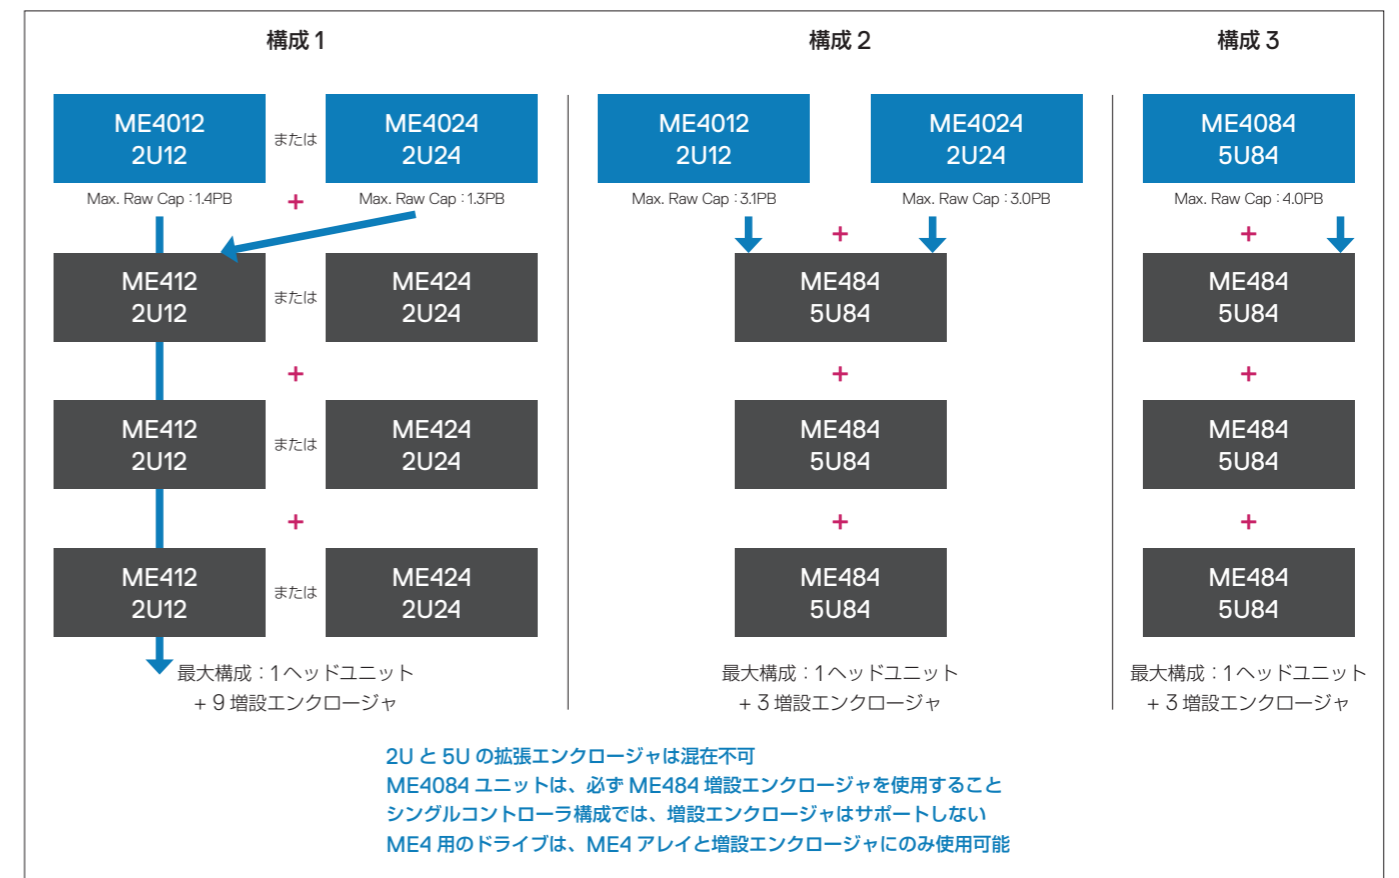 構成 1
ME4012
2U12
または
ME4024
2U24
Max. Raw Cap : 1.4PB
+
Max. Raw Cap : 1.3PB
ME412
2U12
または
ME424
2U24
+
ME412
2U12
または
ME424
2U24
+
ME412
2U12
または
ME424
2U24
最大構成：1 ヘッドユニット
+ 9 増設エンクロージャ
構成 2
ME4012
2U12
ME4024
2U24
Max. Raw Cap : 3.1PB
Max. Raw Cap : 3.0PB
+
ME484
5U84
+
ME484
5U84
+
ME484
5U84
最大構成：1 ヘッドユニット
+ 3 増設エンクロージャ
構成 3
ME4084
5U84
Max. Raw Cap : 4.0PB
+
ME484
5U84
+
ME484
5U84
+
ME484
5U84
最大構成：1 ヘッドユニット
+ 3 増設エンクロージャ
2U と 5U の拡張エンクロージャは混在不可
ME4084 ユニットは、必ず ME484 増設エンクロージャを使用すること
シングルコントローラ構成では、増設エンクロージャはサポートしない
ME4 用のドライブは、ME4 アレイと増設エンクロージャにのみ使用可能